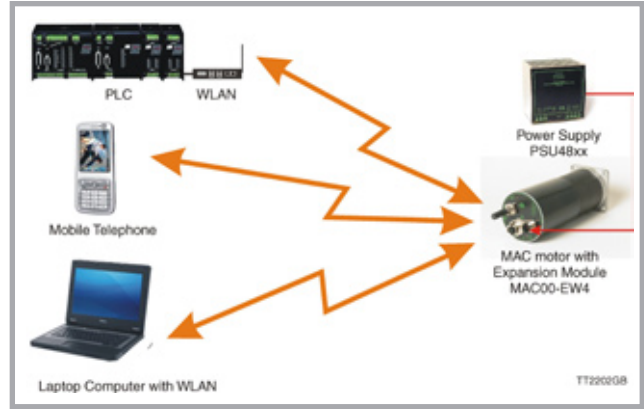 PLC
WLAN
Power Supply
PSU48xx
Mobile Telephone
MAC motor with
Expansion Module
MAC00-EW4
Laptop Computer with WLAN
TT2202GB